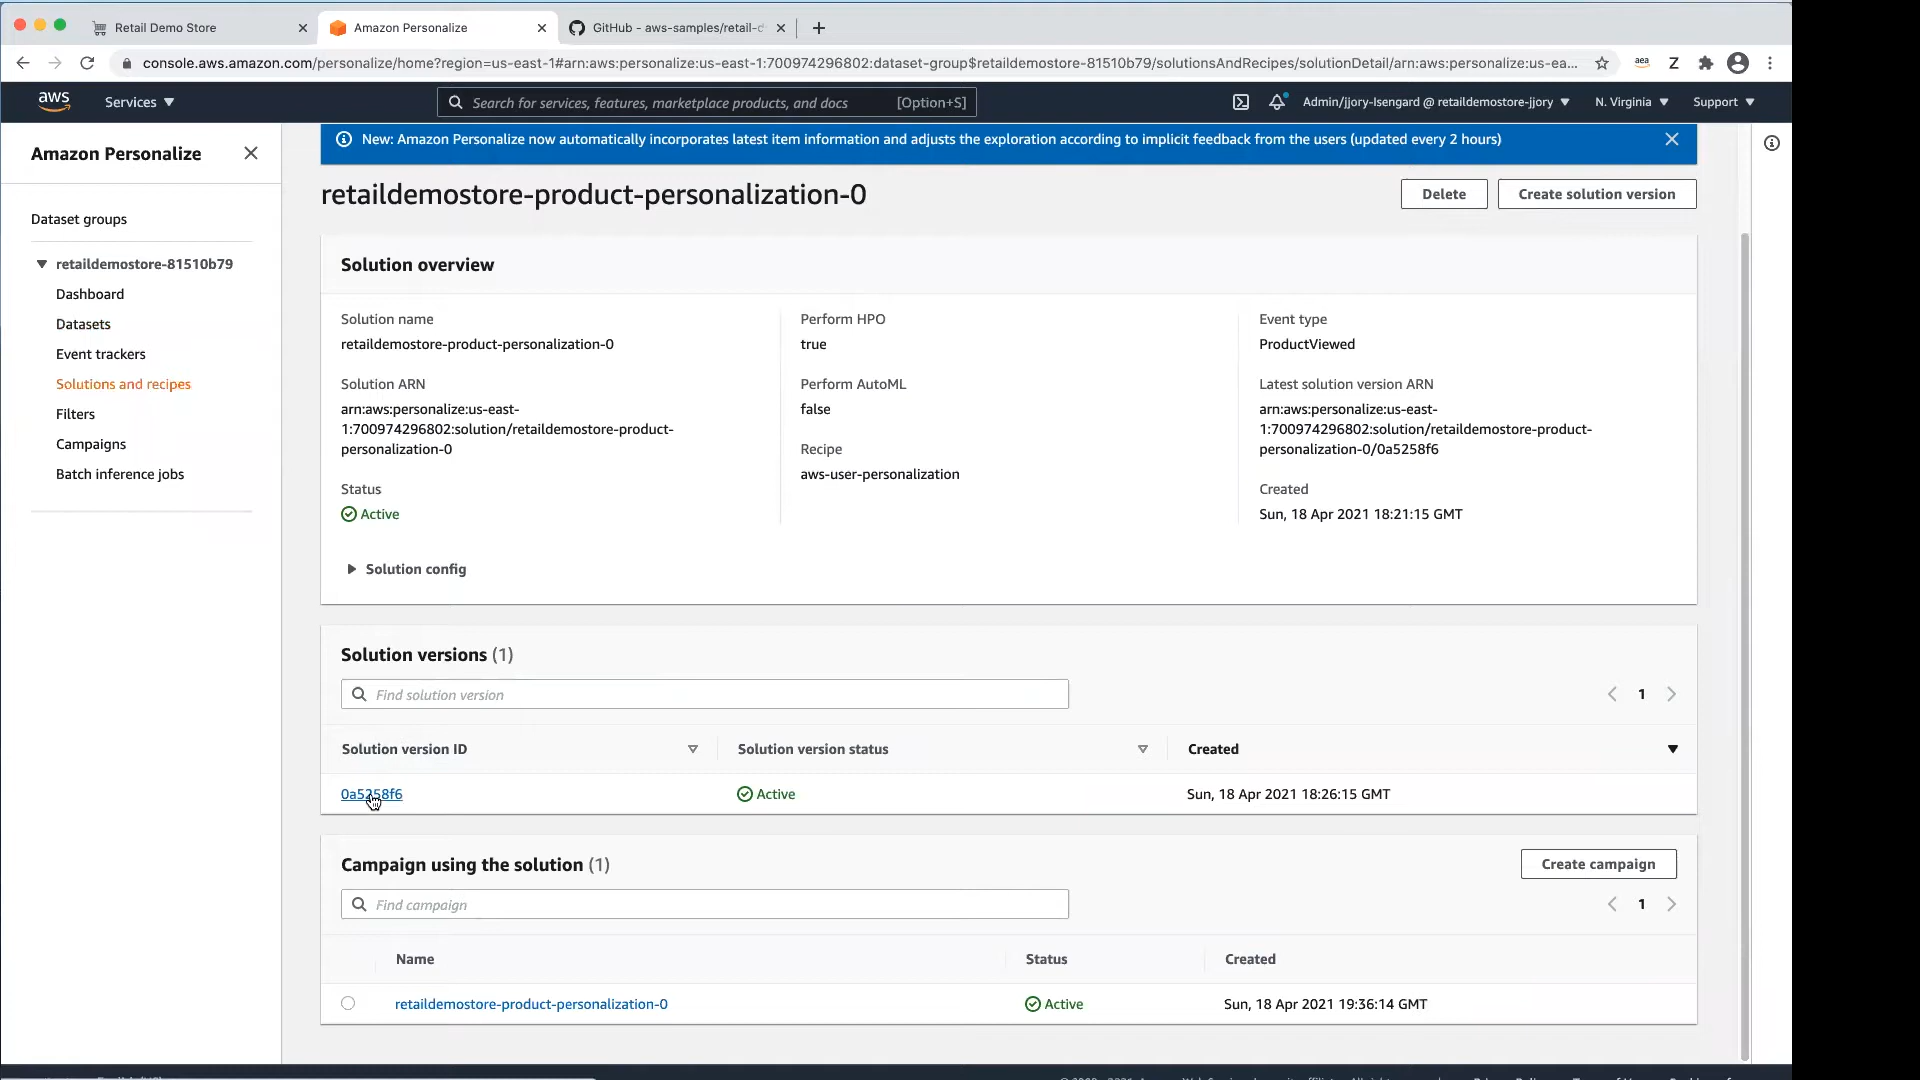 Retail Demo Store
Amazon Personalize
GitHub - aws-samples/retail-d
console.aws.amazon.com/personalize/home?region=us-east-1#arn:aws:personalize:us-east-1:700974296802:dataset-group$retaildemostore-81510b79/solutionsAndRecipes/solutionDetail/arn:aws:personalize:us-ea...
aea
Z
aws
Services
Search for services, features, marketplace products, and docs [Option+S]
Admin/jjory-Isengard @ retaildemostore-jjory
N. Virginia
Support
Amazon Personalize
Dataset groups
retaildemostore-81510b79
Dashboard
Datasets
Event trackers
Solutions and recipes
Filters
Campaigns
Batch inference jobs
New: Amazon Personalize now automatically incorporates latest item information and adjusts the exploration according to implicit feedback from the users (updated every 2 hours)
retaildemostore-product-personalization-0
Delete
Create solution version
Solution overview
Solution name
retaildemostore-product-personalization-0
Solution ARN
arn:aws:personalize:us-east-
1:700974296802:solution/retaildemostore-product-
personalization-0
Status
Active
Perform HPO
true
Perform AutoML
false
Recipe
aws-user-personalization
Event type
ProductViewed
Latest solution version ARN
arn:aws:personalize:us-east-
1:700974296802:solution/retaildemostore-product-
personalization-0/0a5258f6
Created
Sun, 18 Apr 2021 18:21:15 GMT
Solution config
Solution versions (1)
Find solution version
1
Solution version ID
Solution version status
Created
0a5258f6
Active
Sun, 18 Apr 2021 18:26:15 GMT
Campaign using the solution (1)
Create campaign
Find campaign
1
Name
Status
Created
retaildemostore-product-personalization-0
Active
Sun, 18 Apr 2021 19:36:14 GMT